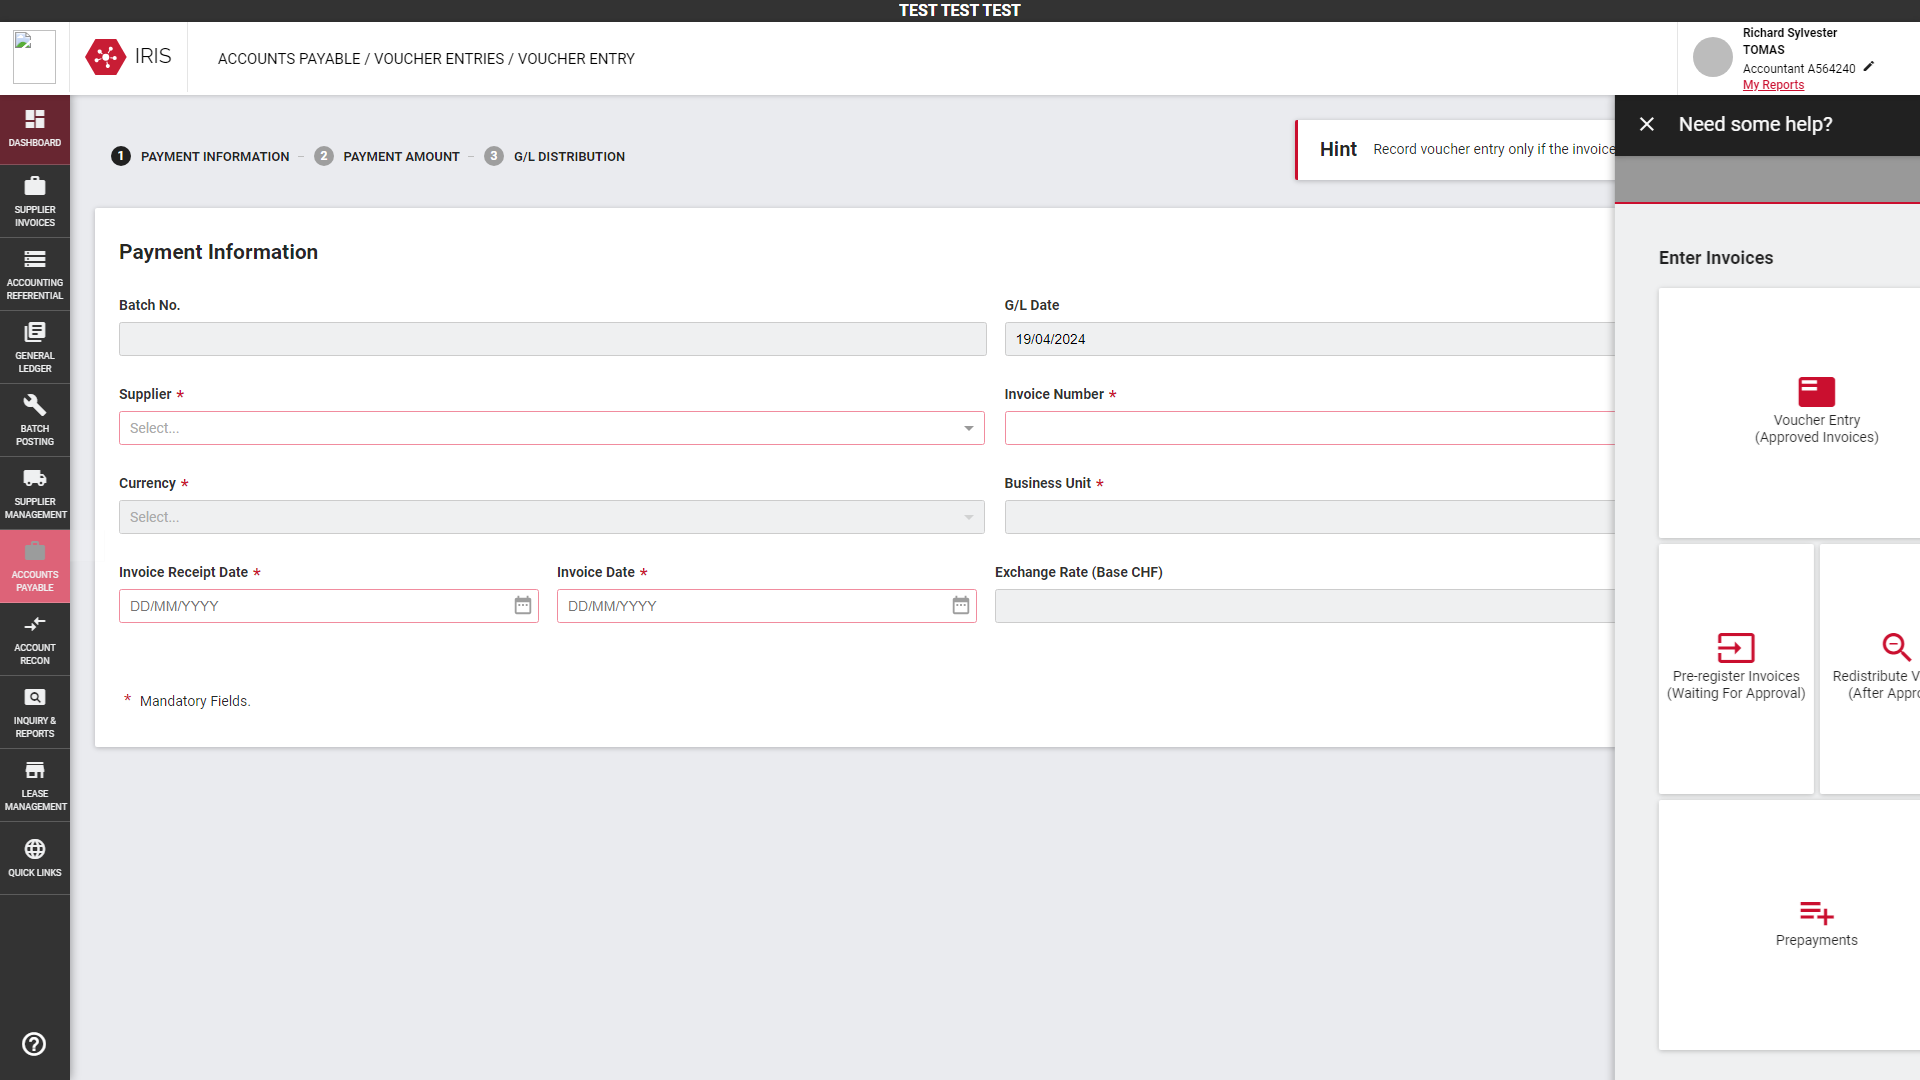 TEST TEST TEST
IRIS
ACCOUNTS PAYABLE / VOUCHER ENTRIES / VOUCHER ENTRY
Richard Sylvester
TOMAS
Accountant A564240
My Reports
DASHBOARD
SUPPLIER
INVOICES
ACCOUNTING
REFERENTIAL
GENERAL
LEDGER
BATCH
POSTING
SUPPLIER
MANAGEMENT
ACCOUNTS
PAYABLE
ACCOUNT
RECON
INQUIRY &
REPORTS
LEASE
MANAGEMENT
QUICK LINKS
1 PAYMENT INFORMATION – 2 PAYMENT AMOUNT – 3 G/L DISTRIBUTION
Hint Record voucher entry only if the invoice
Payment Information
Batch No.
G/L Date
19/04/2024
Supplier *
Invoice Number *
Select...
Currency *
Business Unit *
Select...
Invoice Receipt Date *
Invoice Date *
Exchange Rate (Base CHF)
DD/MM/YYYY
DD/MM/YYYY
* Mandatory Fields.
Need some help?
Enter Invoices
Voucher Entry
(Approved Invoices)
Pre-register Invoices
(Waiting For Approval)
Redistribute V
(After Appro
Prepayments